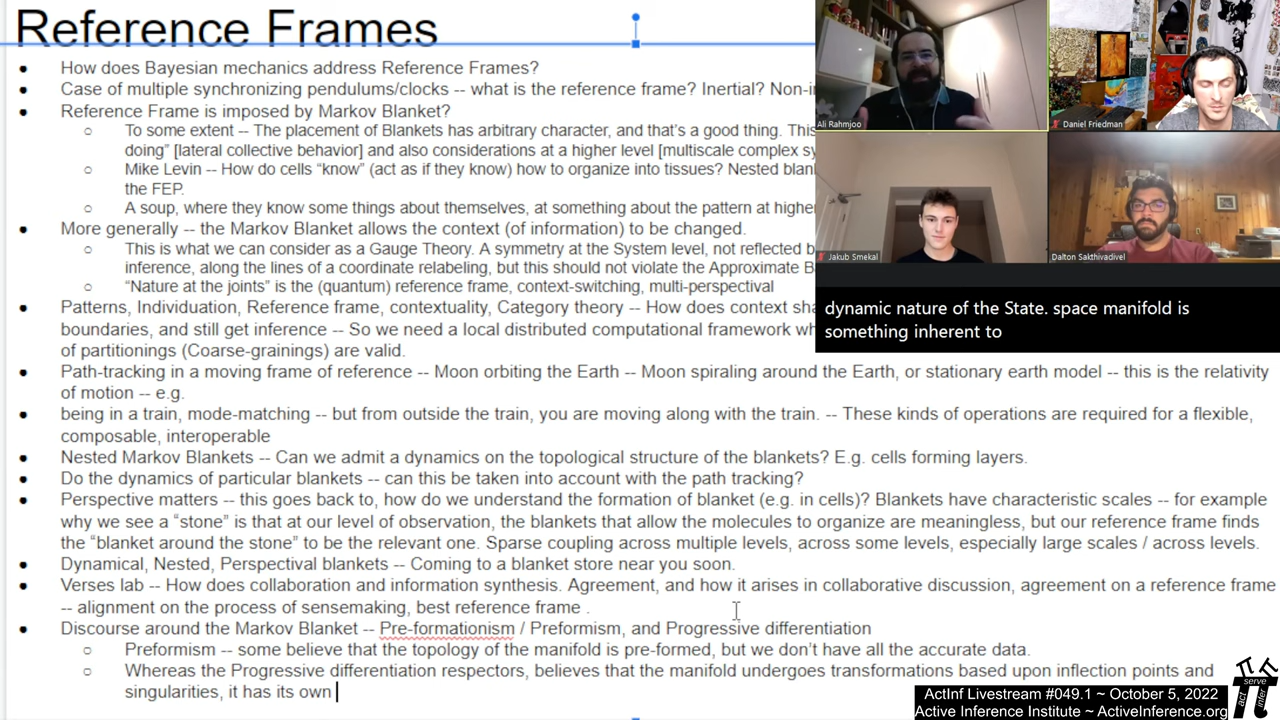 Reference Frames
How does Bayesian mechanics address Reference Frames?
Case of multiple synchronizing pendulums/clocks -- what is the reference frame? Inertial? Non-i
Reference Frame is imposed by Markov Blanket?
To some extent -- The placement of Blankets has arbitrary character, and that's a good thing. This
doing" [lateral collective behavior] and also considerations at a higher level [multiscale complex sy
Mike Levin -- How do cells "know" (act as if they know) how to organize into tissues? Nested blan
the FEP.
A soup, where they know some things about themselves, at something about the pattern at higher
More generally -- the Markov Blanket allows the context (of information) to be changed.
This is what we can consider as a Gauge Theory. A symmetry at the System level, not reflected b
inference, along the lines of a coordinate relabeling, but this should not violate the Approximate B
"Nature at the joints" is the (quantum) reference frame, context-switching, multi-perspectival
Patterns, Individuation, Reference frame, contextuality, Category theory -- How does context sha
boundaries, and still get inference -- So we need a local distributed computational framework wh
of partitionings (Coarse-grainings) are valid.
Path-tracking in a moving frame of reference -- Moon orbiting the Earth -- Moon spiraling around the Earth, or stationary earth model -- this is the relativity
of motion -- e.g.
being in a train, mode-matching -- but from outside the train, you are moving along with the train. -- These kinds of operations are required for a flexible,
composable, interoperable
Nested Markov Blankets -- Can we admit a dynamics on the topological structure of the blankets? E.g. cells forming layers.
Do the dynamics of particular blankets -- can this be taken into account with the path tracking?
Perspective matters -- this goes back to, how do we understand the formation of blanket (e.g. in cells)? Blankets have characteristic scales -- for example
why we see a "stone" is that at our level of observation, the blankets that allow the molecules to organize are meaningless, but our reference frame finds
the "blanket around the stone" to be the relevant one. Sparse coupling across multiple levels, across some levels, especially large scales / across levels.
Dynamical, Nested, Perspectival blankets -- Coming to a blanket store near you soon.
Verses lab -- How does collaboration and information synthesis. Agreement, and how it arises in collaborative discussion, agreement on a reference frame
-- alignment on the process of sensemaking, best reference frame .
Discourse around the Markov Blanket -- Pre-formationism / Preformism, and Progressive differentiation
Preformism -- some believe that the topology of the manifold is pre-formed, but we don't have all the accurate data.
Whereas the Progressive differentiation respectors, believes that the manifold undergoes transformations based upon inflection points and
singularities, it has its own
Ali Rahmjoo
Daniel Friedman
Jakub Smekal
Dalton Sakthivadivel
dynamic nature of the State. space manifold is
something inherent to
ActInf Livestream #049.1 ~ October 5, 2022
Active Inference Institute ~ ActiveInference.org
act
serve
infer